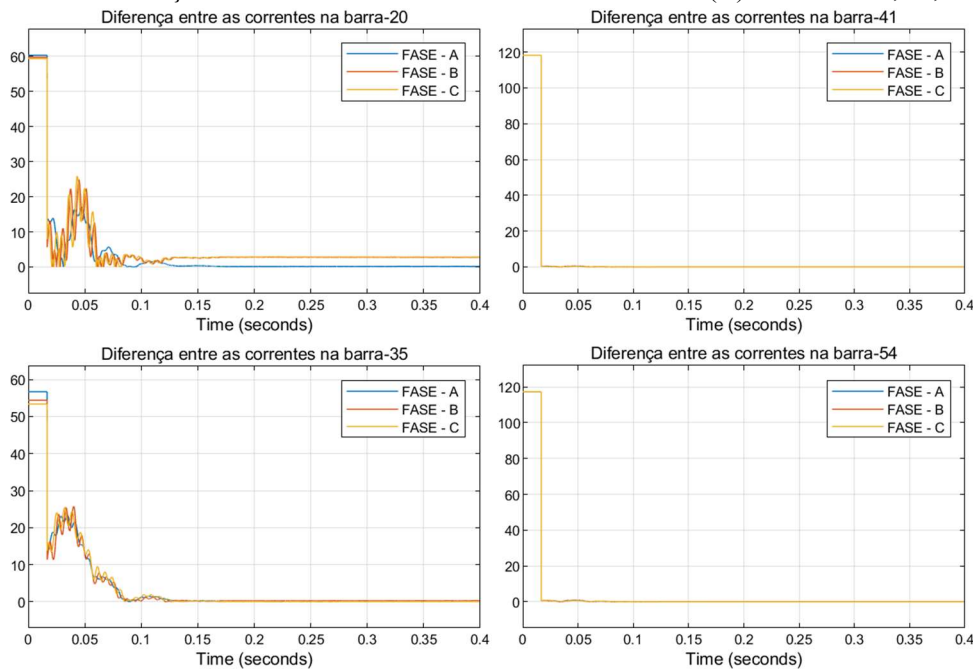 Diferença entre as correntes na barra-20
60
50
40
30
20
10
0
FASE - A
FASE - B
FASE - C
0 0.05 0.1 0.15 0.2 0.25 0.3 0.35 0.4
Time (seconds)
Diferença entre as correntes na barra-41
120
100
80
60
40
20
0
FASE - A
FASE - B
FASE - C
0 0.05 0.1 0.15 0.2 0.25 0.3 0.35 0.4
Time (seconds)
Diferença entre as correntes na barra-35
60
50
40
30
20
10
0
FASE - A
FASE - B
FASE - C
0 0.05 0.1 0.15 0.2 0.25 0.3 0.35 0.4
Time (seconds)
Diferença entre as correntes na barra-54
120
100
80
60
40
20
0
FASE - A
FASE - B
FASE - C
0 0.05 0.1 0.15 0.2 0.25 0.3 0.35 0.4
Time (seconds)